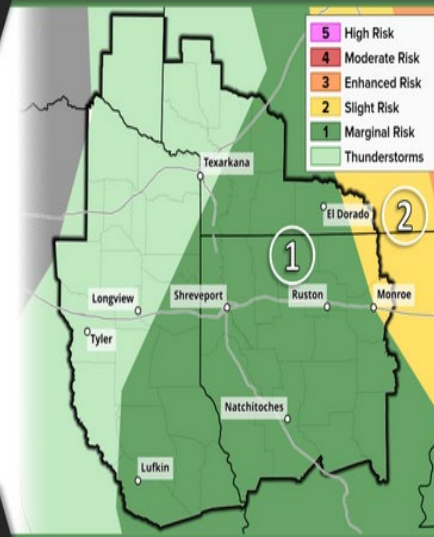 5 High Risk
4 Moderate Risk
3 Enhanced Risk
2 Slight Risk
1 Marginal Risk
Thunderstorms
Texarkana
El Dorado
2
1
Longview
Shreveport
Ruston
Monroe
Tyler
Natchitoches
Lufkin